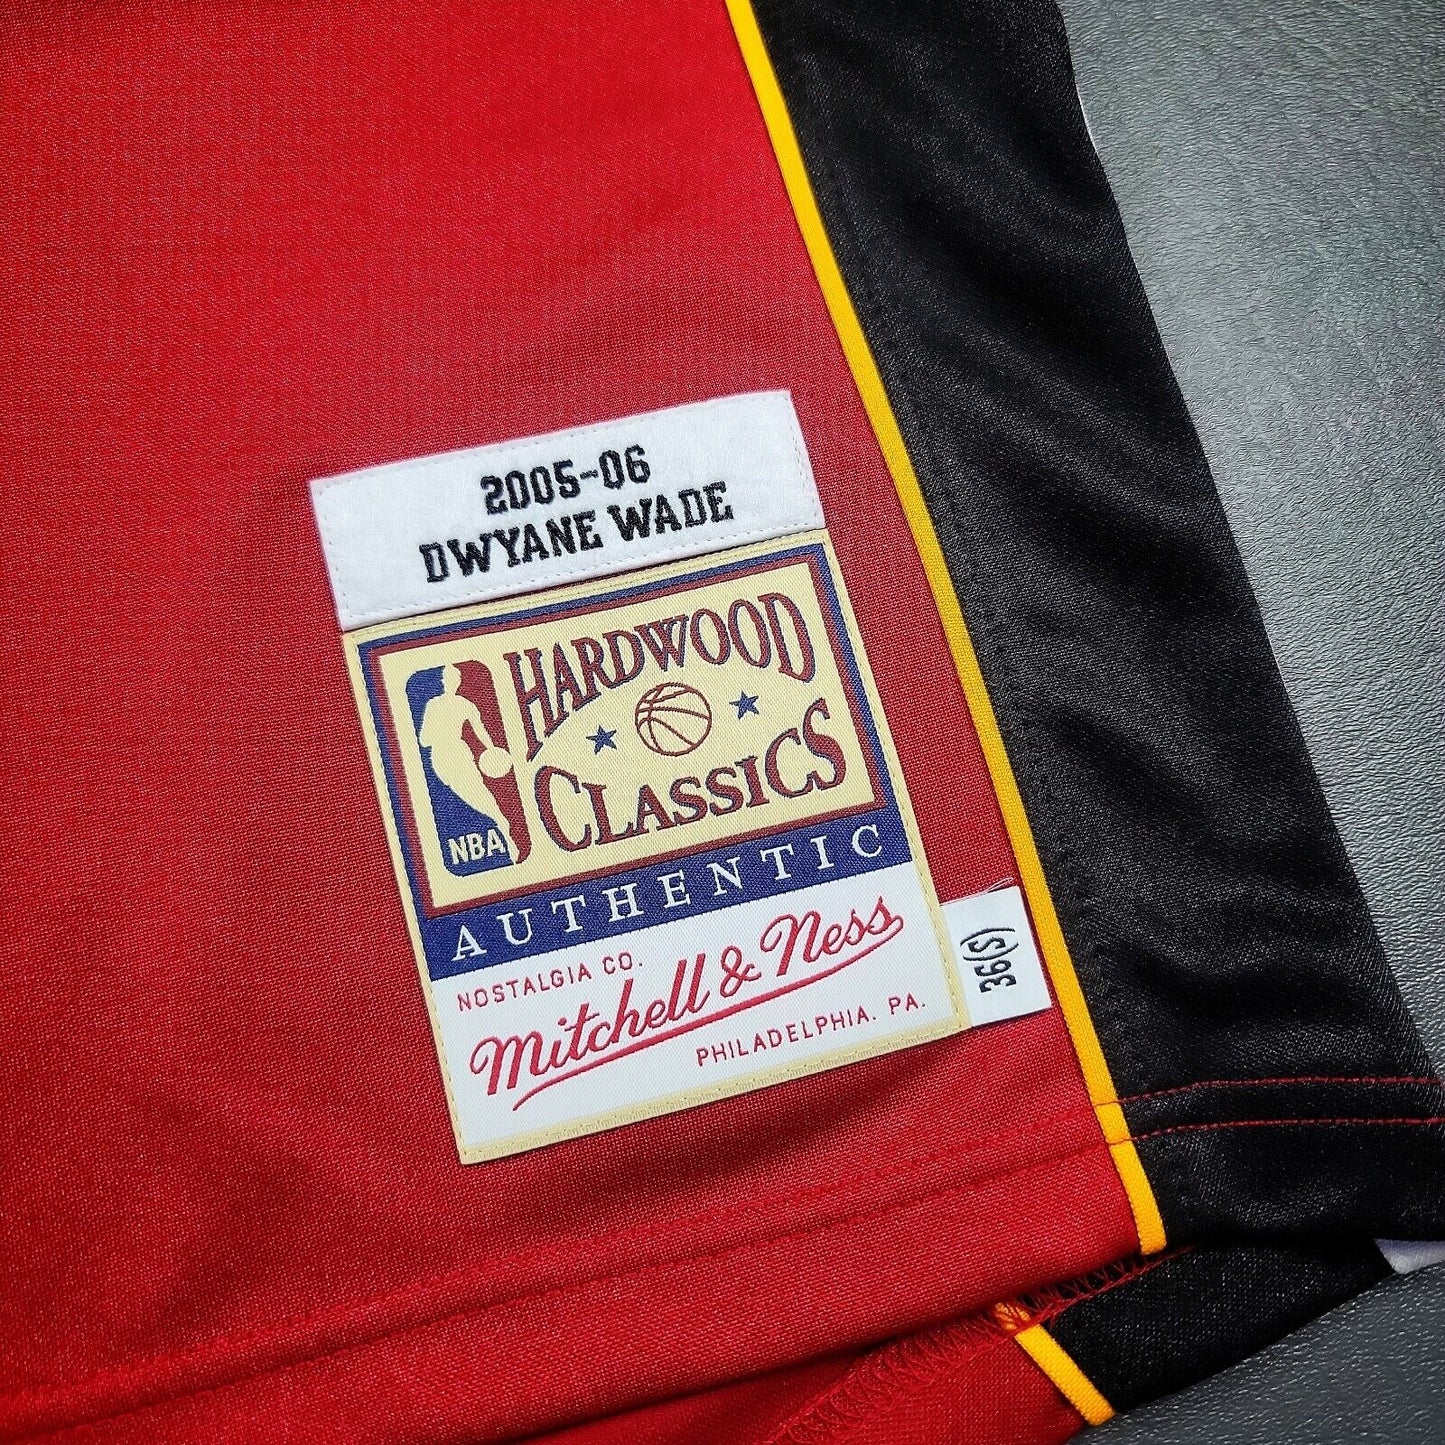 2005-06
DWYANE WADE
HARDWOOD
CLASSICS
NBA
AUTHENTIC
NOSTALGIA CO.
Mitchell & Ness
PHILADELPHIA. PA.
36(S)